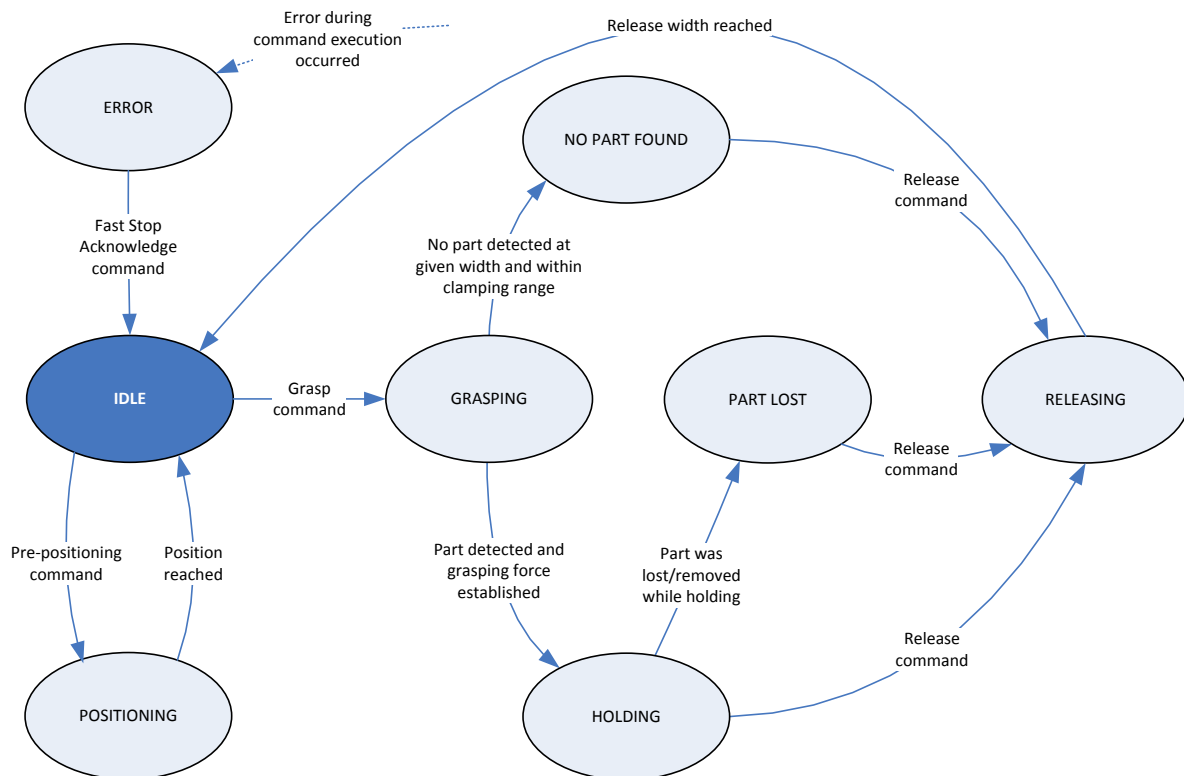 Error during
command execution
occurred
Release width reached
ERROR
NO PART FOUND
Release
command
Fast Stop
Acknowledge
command
No part detected at
given width and within
clamping range
IDLE
Grasp
command
GRASPING
PART LOST
RELEASING
Release
command
Pre-positioning
command
Position
reached
Part detected and
grasping force
established
Part was
lost/removed
while holding
Release
command
POSITIONING
HOLDING